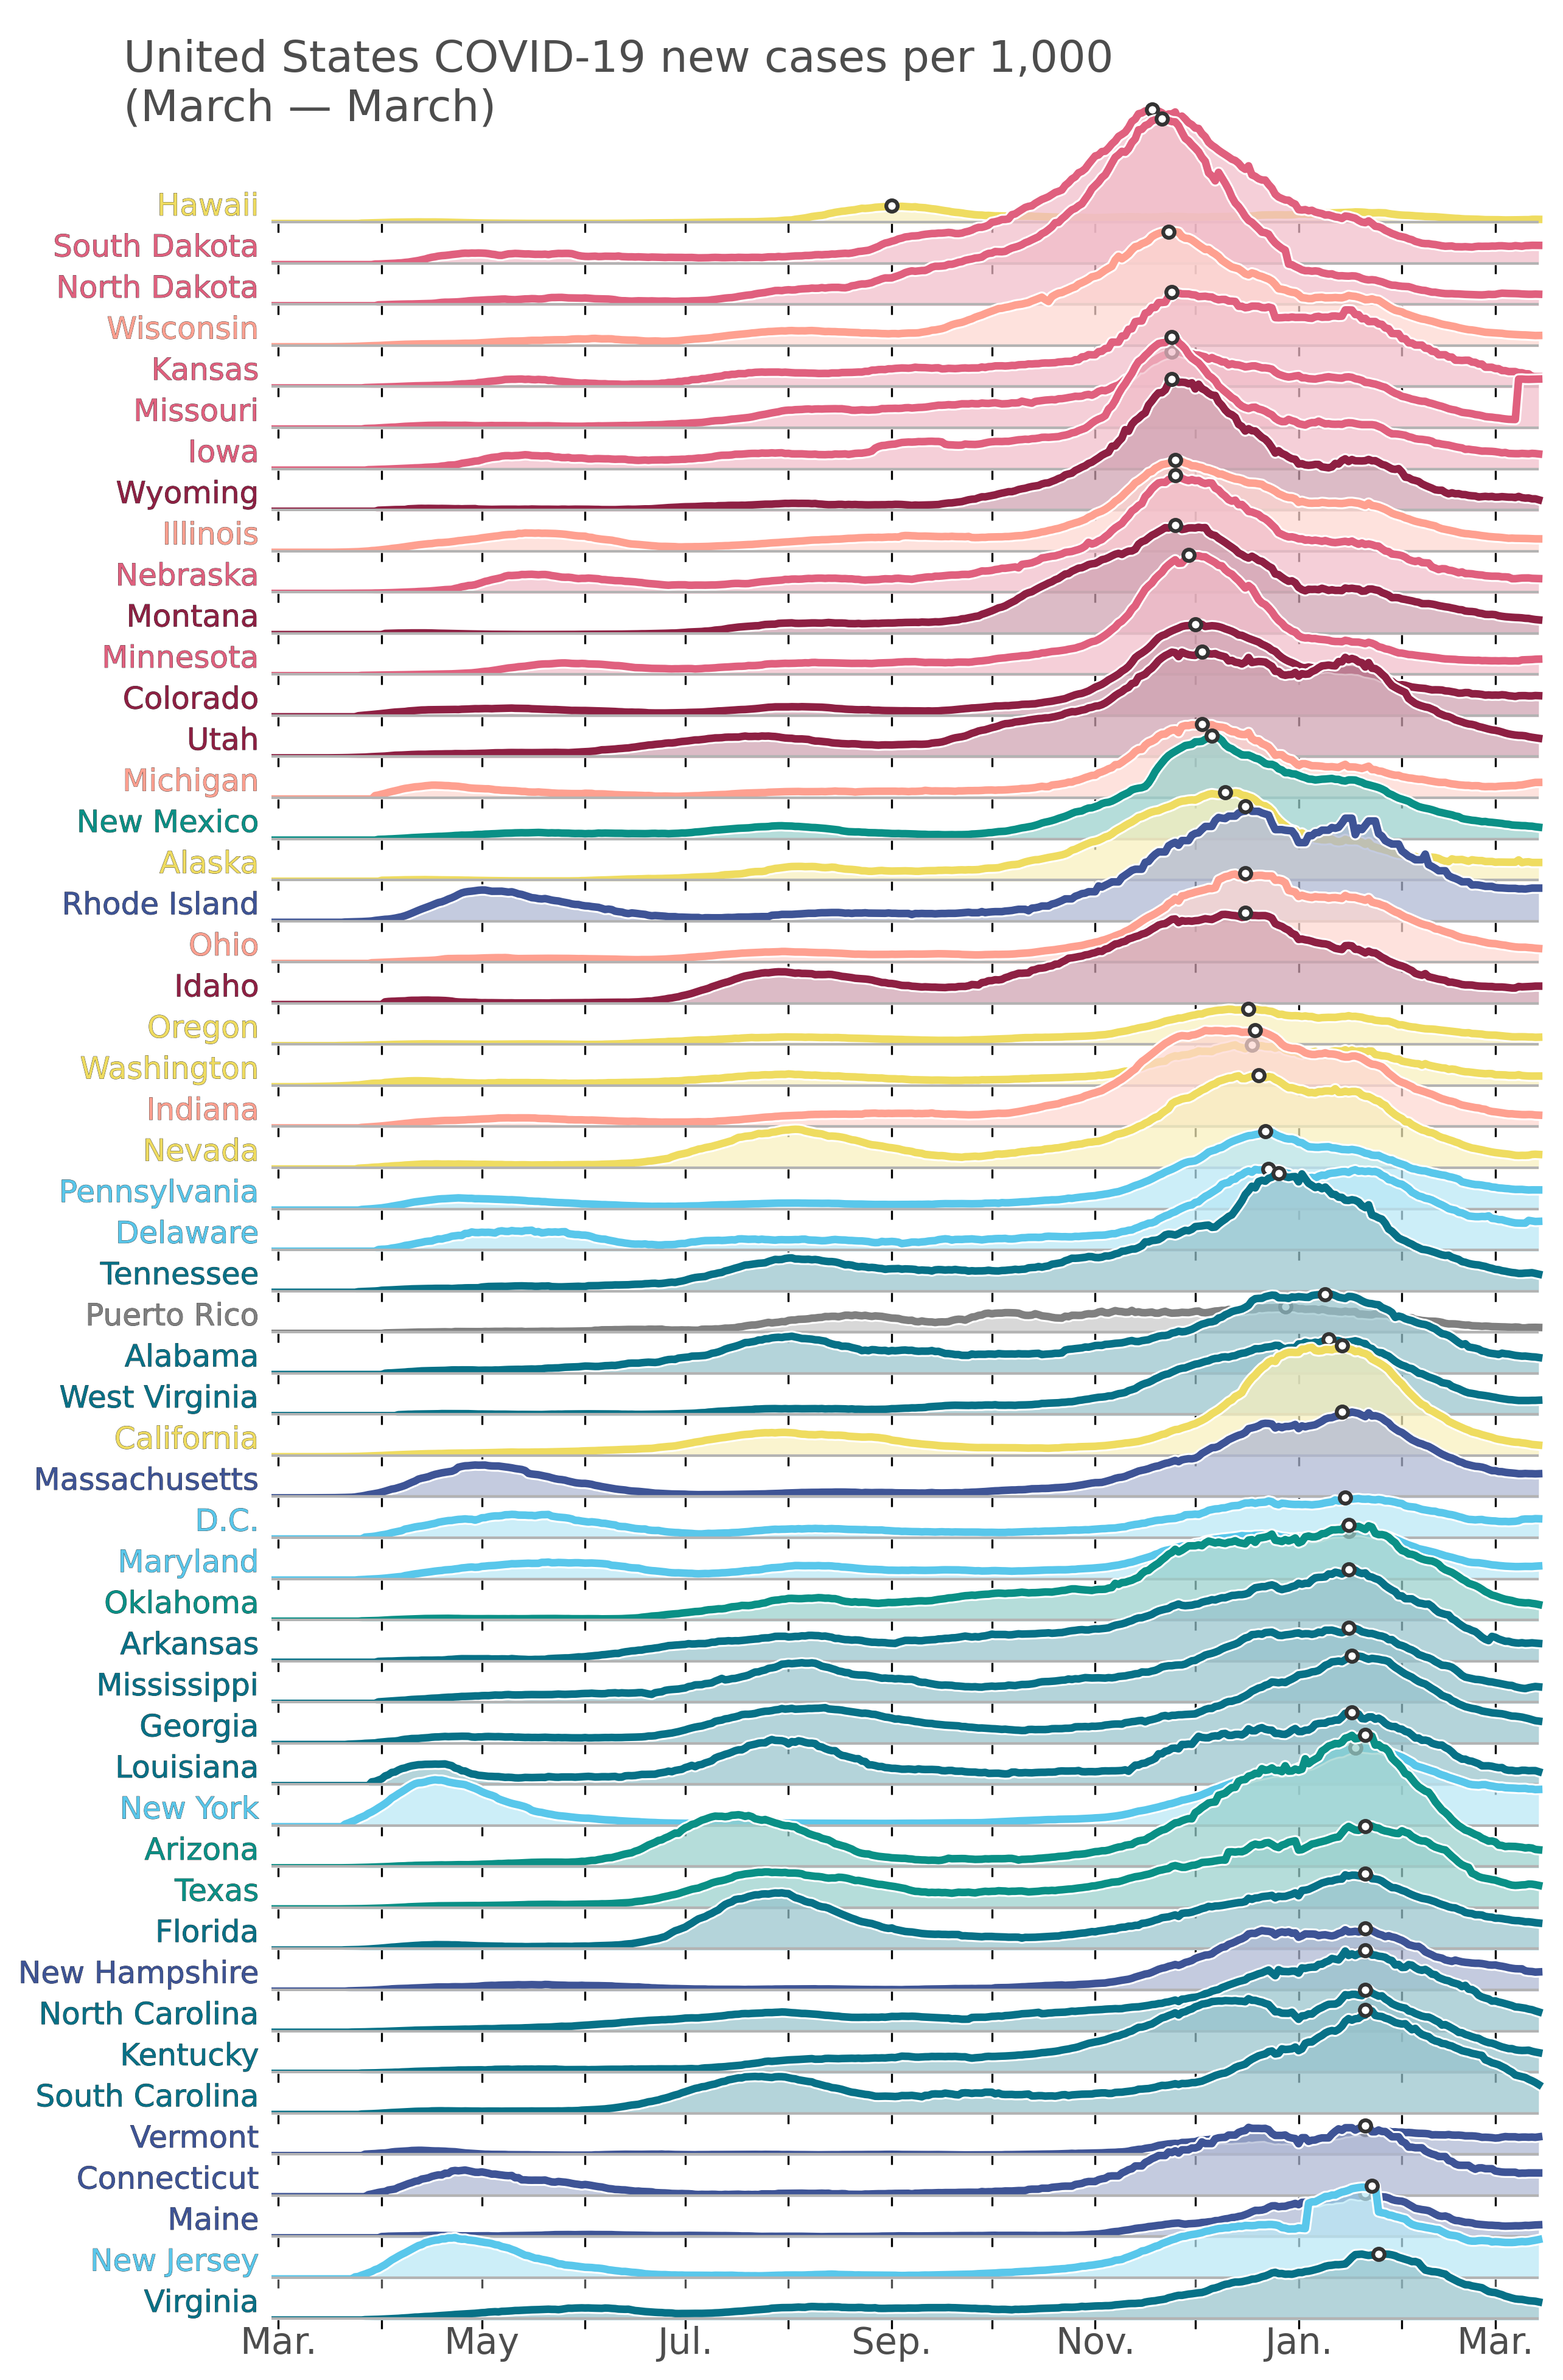 United States COVID-19 new cases per 1,000
(March — March)
Hawaii
South Dakota
North Dakota
Wisconsin
Kansas
Missouri
Iowa
Wyoming
Illinois
Nebraska
Montana
Minnesota
Colorado
Utah
Michigan
New Mexico
Alaska
Rhode Island
Ohio
Idaho
Oregon
Washington
Indiana
Nevada
Pennsylvania
Delaware
Tennessee
Puerto Rico
Alabama
West Virginia
California
Massachusetts
D.C.
Maryland
Oklahoma
Arkansas
Mississippi
Georgia
Louisiana
New York
Arizona
Texas
Florida
New Hampshire
North Carolina
Kentucky
South Carolina
Vermont
Connecticut
Maine
New Jersey
Virginia
Mar. May Jul. Sep. Nov. Jan. Mar.